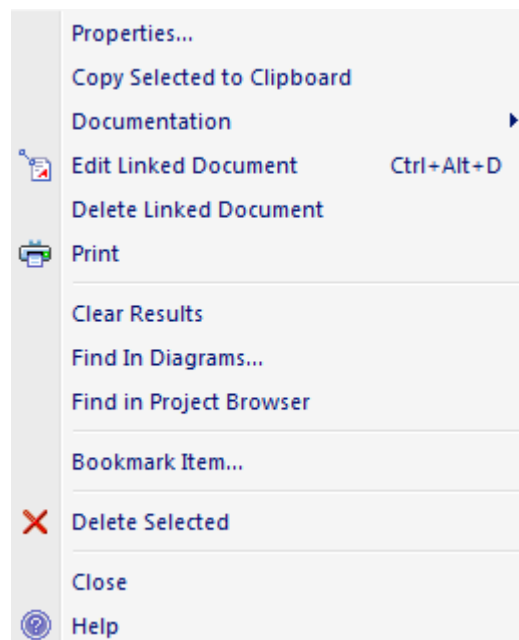 Properties...
Copy Selected to Clipboard
Documentation
Edit Linked Document Ctrl+Alt+D
Delete Linked Document
Print
Clear Results
Find In Diagrams...
Find in Project Browser
Bookmark Item...
Delete Selected
Close
Help